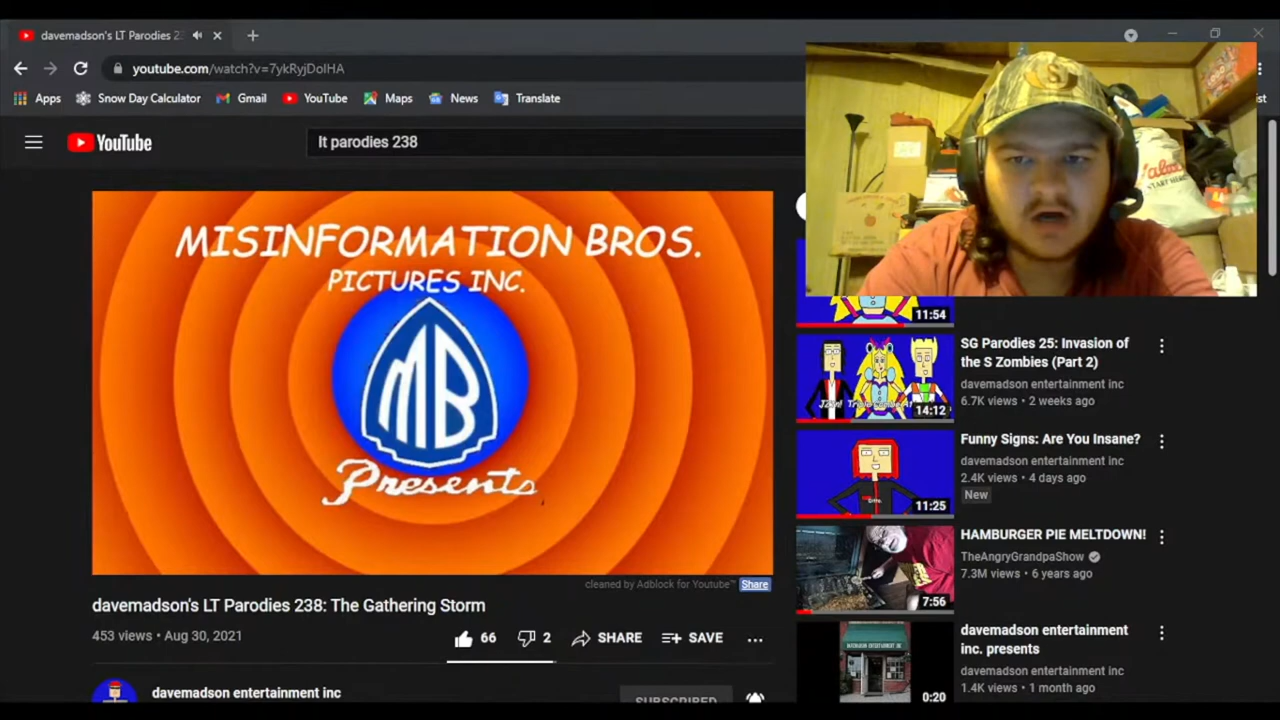 davemadson's LT Parodies 23
youtube.com/watch?v=7ykRyjDoIHA
Apps
Snow Day Calculator
Gmail
YouTube
Maps
News
Translate
YouTube
lt parodies 238
MISINFORMATION BROS.
PICTURES INC.
MB
Presents
cleaned by Adblock for Youtube™
Share
davemadson's LT Parodies 238: The Gathering Storm
453 views • Aug 30, 2021
66
2
SHARE
SAVE
davemadson entertainment inc
SUBSCRIBED
11:54
14:12
SG Parodies 25: Invasion of
the S Zombies (Part 2)
davemadson entertainment inc
6.7K views • 2 weeks ago
11:25
Funny Signs: Are You Insane?
davemadson entertainment inc
2.4K views • 4 days ago
New
7:56
HAMBURGER PIE MELTDOWN!
TheAngryGrandpaShow
7.3M views • 6 years ago
0:20
davemadson entertainment
inc. presents
davemadson entertainment inc
1.4K views • 1 month ago